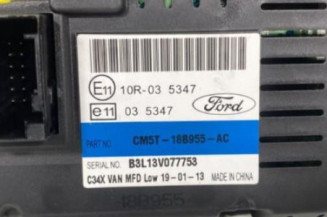 E11 10R-03 5347
e11 03 5347
Ford
PART NO. CM5T-18B955-AC
SERIAL NO. B3L13V077753
C34X VAN MFD Low 19-01-13 MADE IN CHINA
18B955